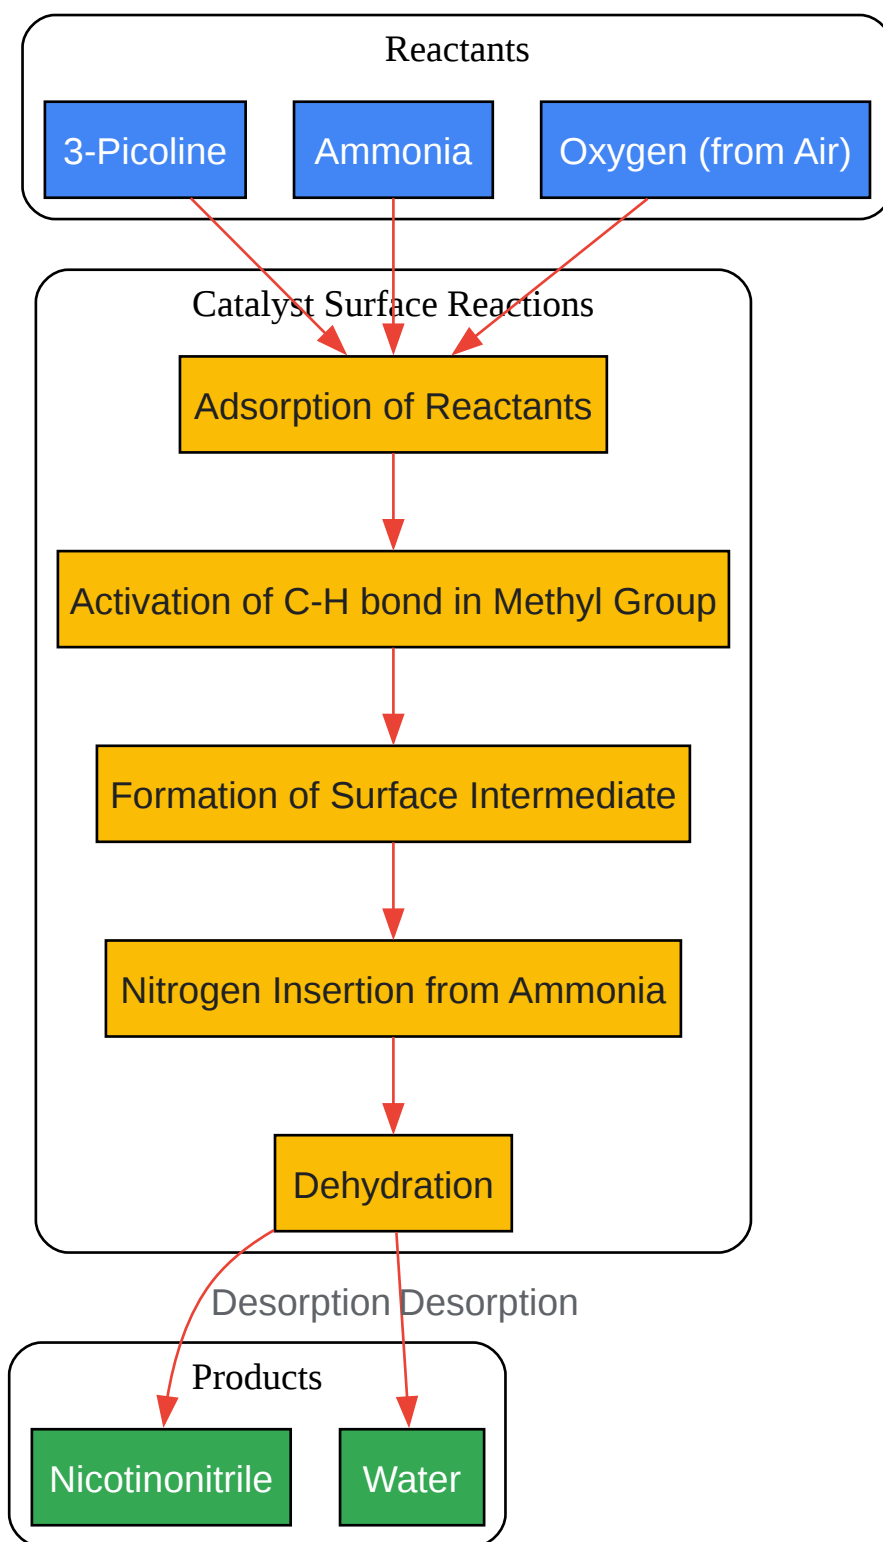 Reactants
3-Picoline
Ammonia
Oxygen (from Air)
Catalyst Surface Reactions
Adsorption of Reactants
Activation of C-H bond in Methyl Group
Formation of Surface Intermediate
Nitrogen Insertion from Ammonia
Dehydration
Desorption
Desorption
Products
Nicotinonitrile
Water